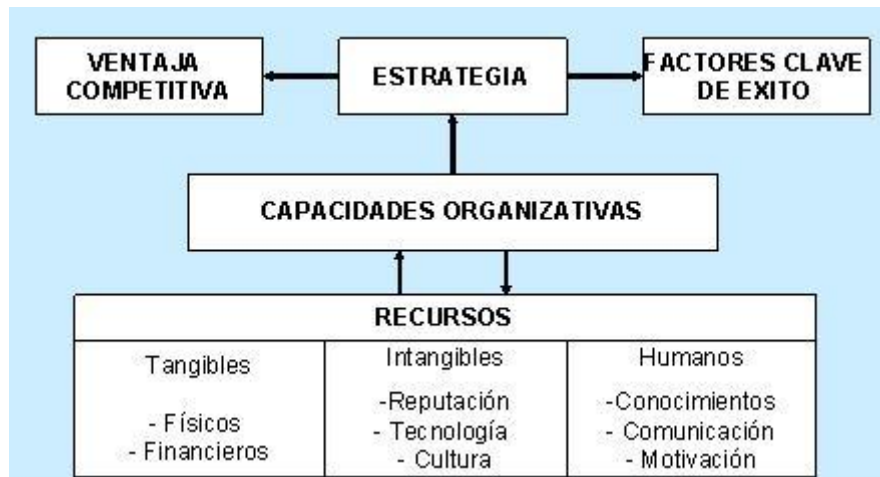 VENTAJA
COMPETITIVA
ESTRATEGIA
FACTORES CLAVE
DE EXITO
CAPACIDADES ORGANIZATIVAS
RECURSOS
Tangibles
- Físicos
- Financieros
Intangibles
-Reputación
- Tecnología
- Cultura
Humanos
-Conocimientos
- Comunicación
- Motivación